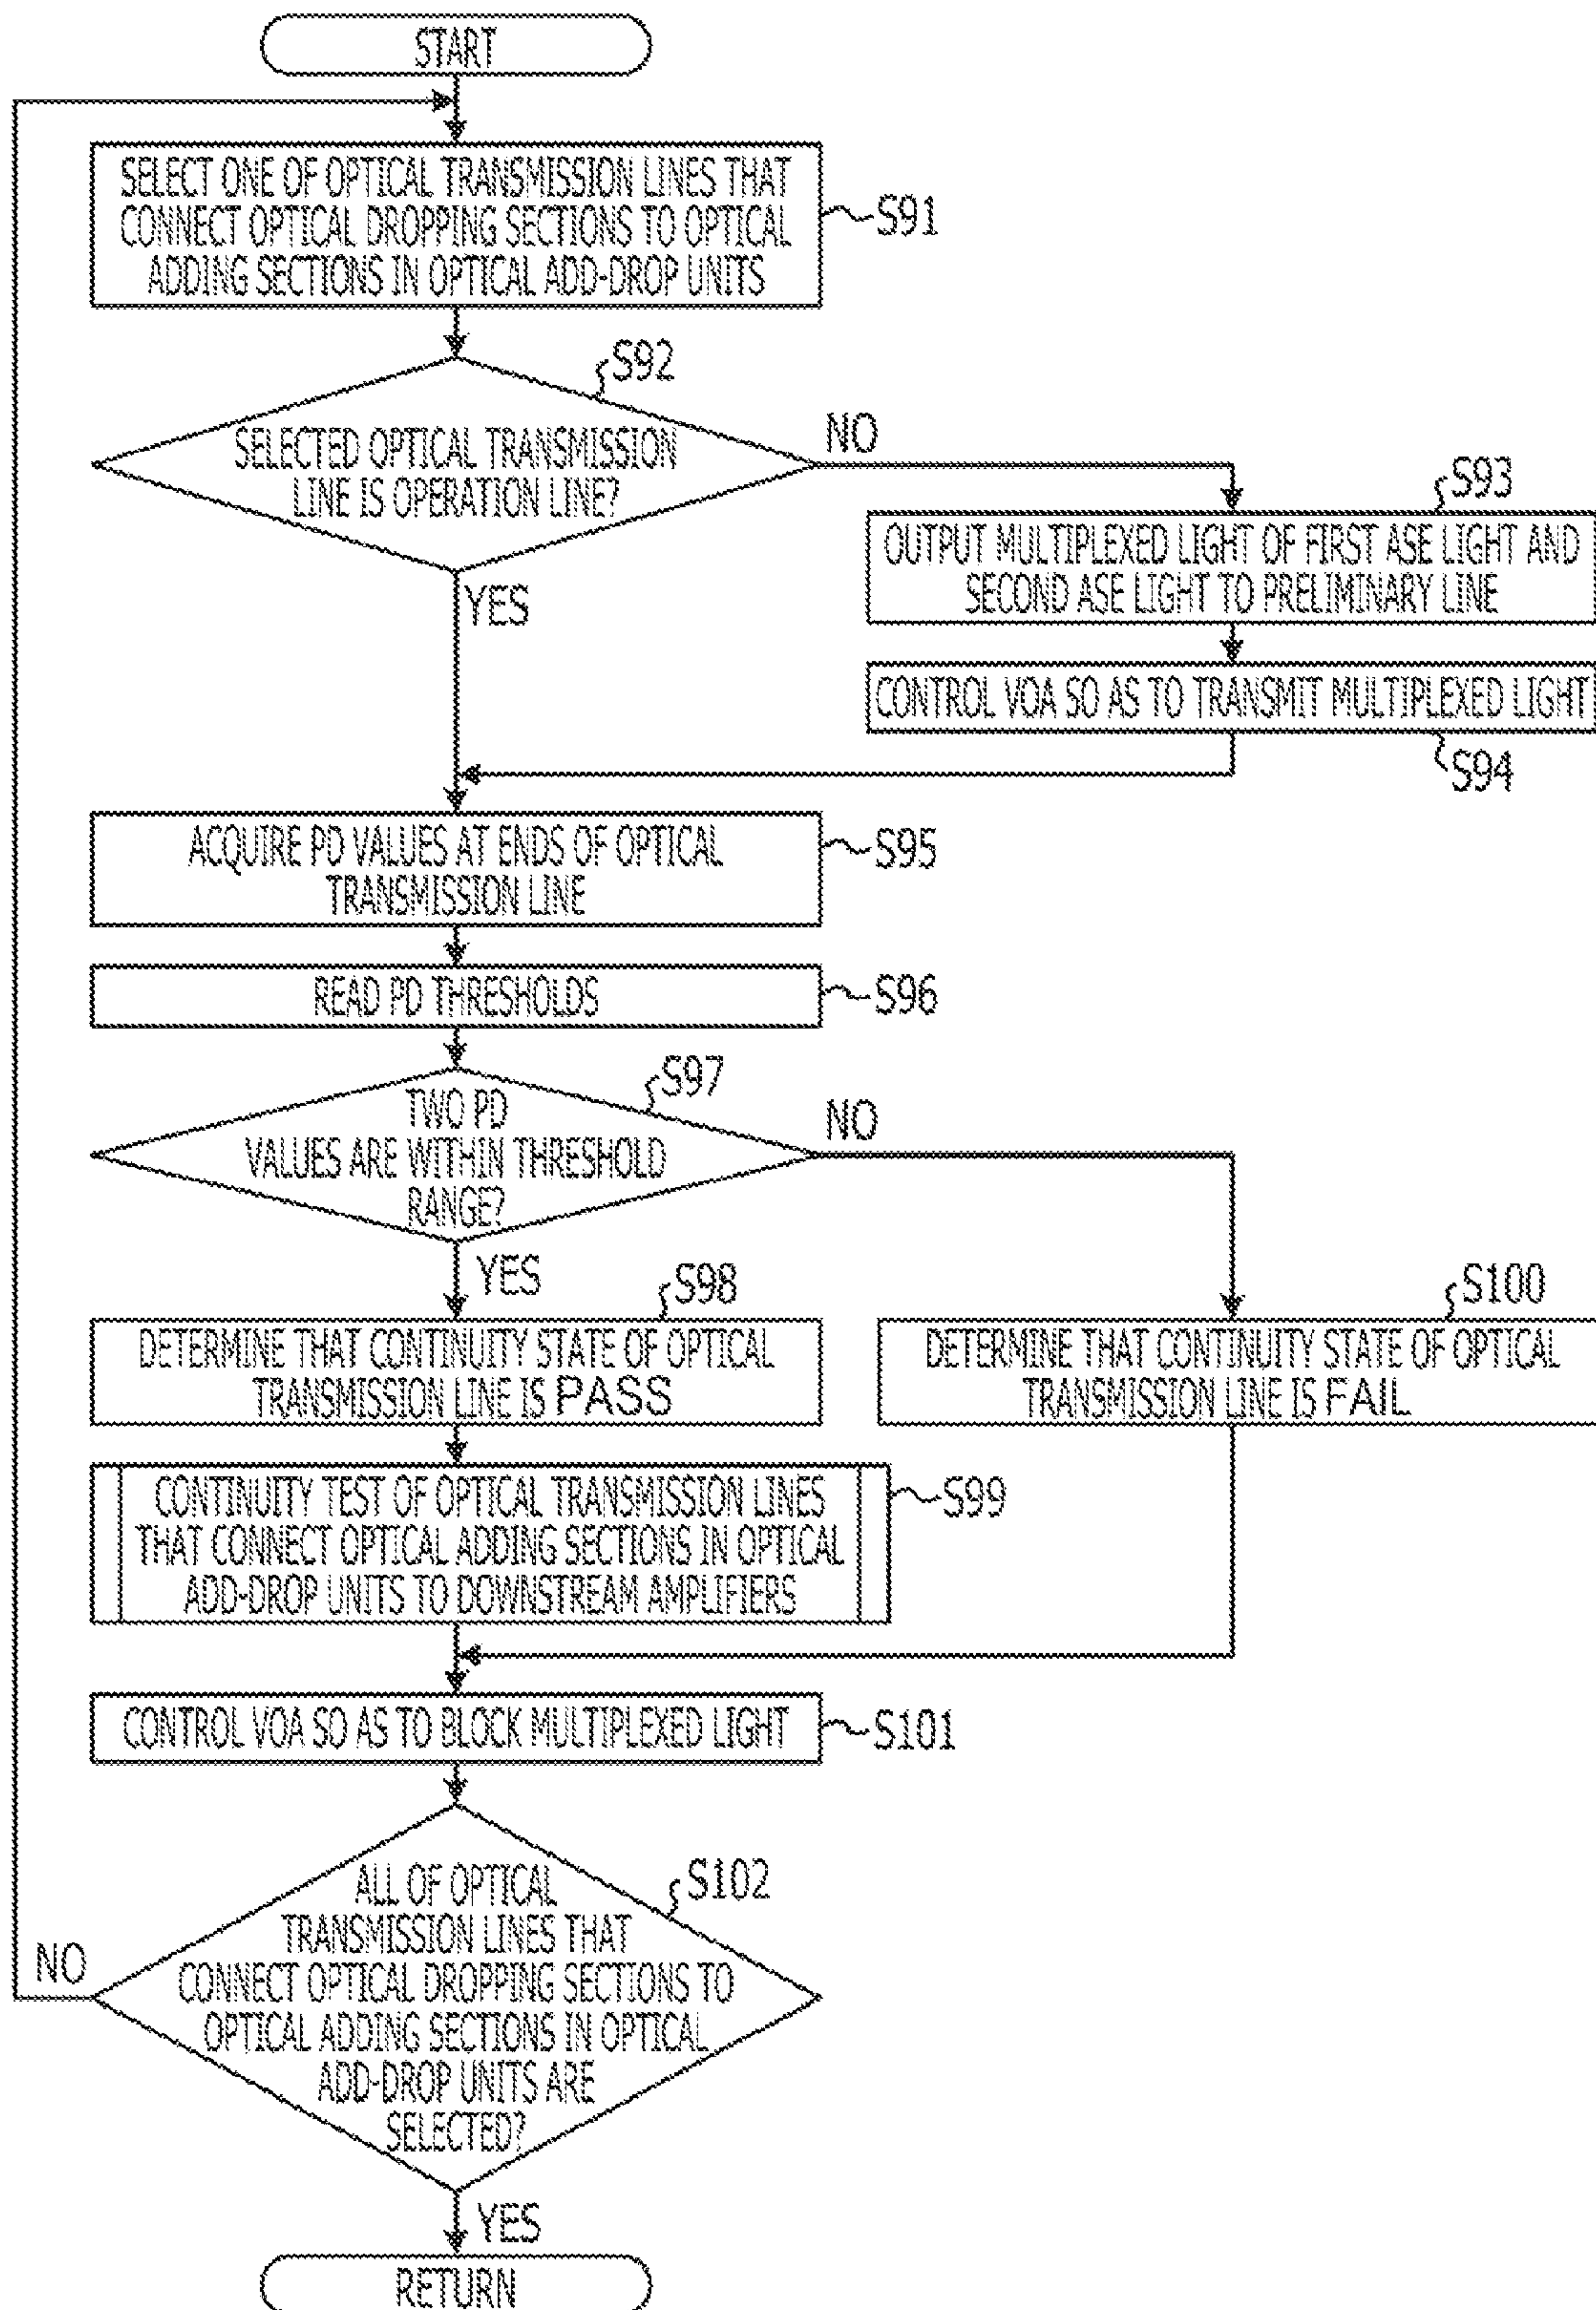 START
SELECT ONE OF OPTICAL TRANSMISSION LINES THAT
CONNECT OPTICAL DROPPING SECTIONS TO OPTICAL
ADDING SECTIONS IN OPTICAL ADD-DROP UNITS
S91
S92
SELECTED OPTICAL TRANSMISSION
LINE IS OPERATION LINE?
NO
YES
S93
OUTPUT MULTIPLEXED LIGHT OF FIRST ASE LIGHT AND
SECOND ASE LIGHT TO PRELIMINARY LINE
CONTROL VOA SO AS TO TRANSMIT MULTIPLEXED LIGHT
S94
ACQUIRE PD VALUES AT ENDS OF OPTICAL
TRANSMISSION LINE
S95
READ PD THRESHOLDS
S96
S97
TWO PD
VALUES ARE WITHIN THRESHOLD
RANGE?
NO
YES
S98
DETERMINE THAT CONTINUITY STATE OF OPTICAL
TRANSMISSION LINE IS PASS
S100
DETERMINE THAT CONTINUITY STATE OF OPTICAL
TRANSMISSION LINE IS FAIL
CONTINUITY TEST OF OPTICAL TRANSMISSION LINES
THAT CONNECT OPTICAL ADDING SECTIONS IN OPTICAL
ADD-DROP UNITS TO DOWNSTREAM AMPLIFIERS
S99
CONTROL VOA SO AS TO BLOCK MULTIPLEXED LIGHT
S101
S102
ALL OF OPTICAL
TRANSMISSION LINES THAT
CONNECT OPTICAL DROPPING SECTIONS TO
OPTICAL ADDING SECTIONS IN OPTICAL
ADD-DROP UNITS ARE
SELECTED?
NO
YES
RETURN